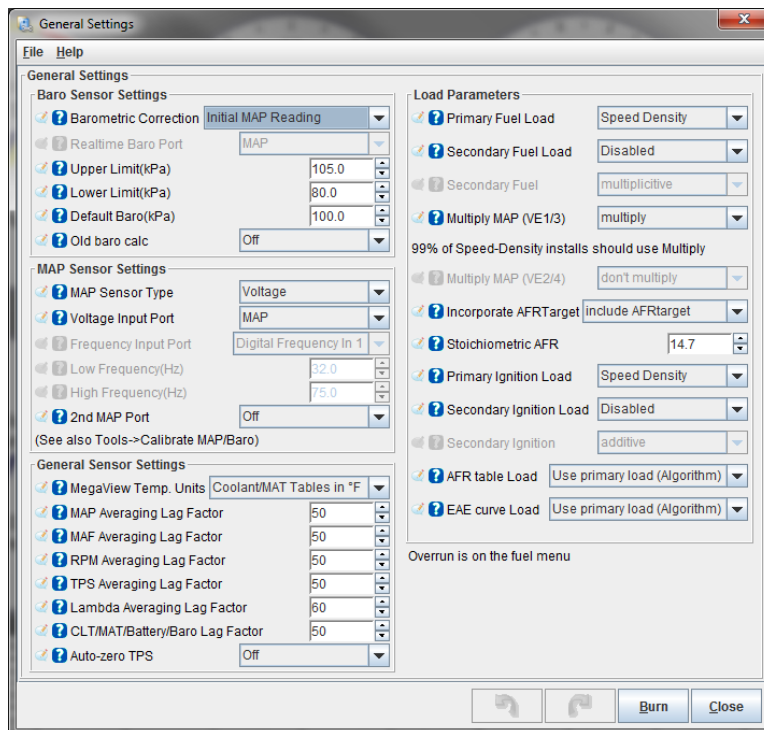 General Settings
File Help
General Settings
Baro Sensor Settings
Barometric Correction Initial MAP Reading
Realtime Baro Port MAP
Upper Limit(kPa) 105.0
Lower Limit(kPa) 80.0
Default Baro(kPa) 100.0
Old baro calc Off
MAP Sensor Settings
MAP Sensor Type Voltage
Voltage Input Port MAP
Frequency Input Port Digital Frequency In 1
Low Frequency(Hz) 32.0
High Frequency(Hz) 75.0
2nd MAP Port Off
(See also Tools->Calibrate MAP/Baro)
General Sensor Settings
MegaView Temp. Units Coolant/MAT Tables in °F
MAP Averaging Lag Factor 50
MAF Averaging Lag Factor 50
RPM Averaging Lag Factor 50
TPS Averaging Lag Factor 50
Lambda Averaging Lag Factor 60
CLT/MAT/Battery/Baro Lag Factor 50
Auto-zero TPS Off
Load Parameters
Primary Fuel Load Speed Density
Secondary Fuel Load Disabled
Secondary Fuel multiplicitive
Multiply MAP (VE1/3) multiply
99% of Speed-Density installs should use Multiply
Multiply MAP (VE2/4) don't multiply
Incorporate AFRTarget include AFRtarget
Stoichiometric AFR 14.7
Primary Ignition Load Speed Density
Secondary Ignition Load Disabled
Secondary Ignition additive
AFR table Load Use primary load (Algorithm)
EAE curve Load Use primary load (Algorithm)
Overrun is on the fuel menu
Burn Close